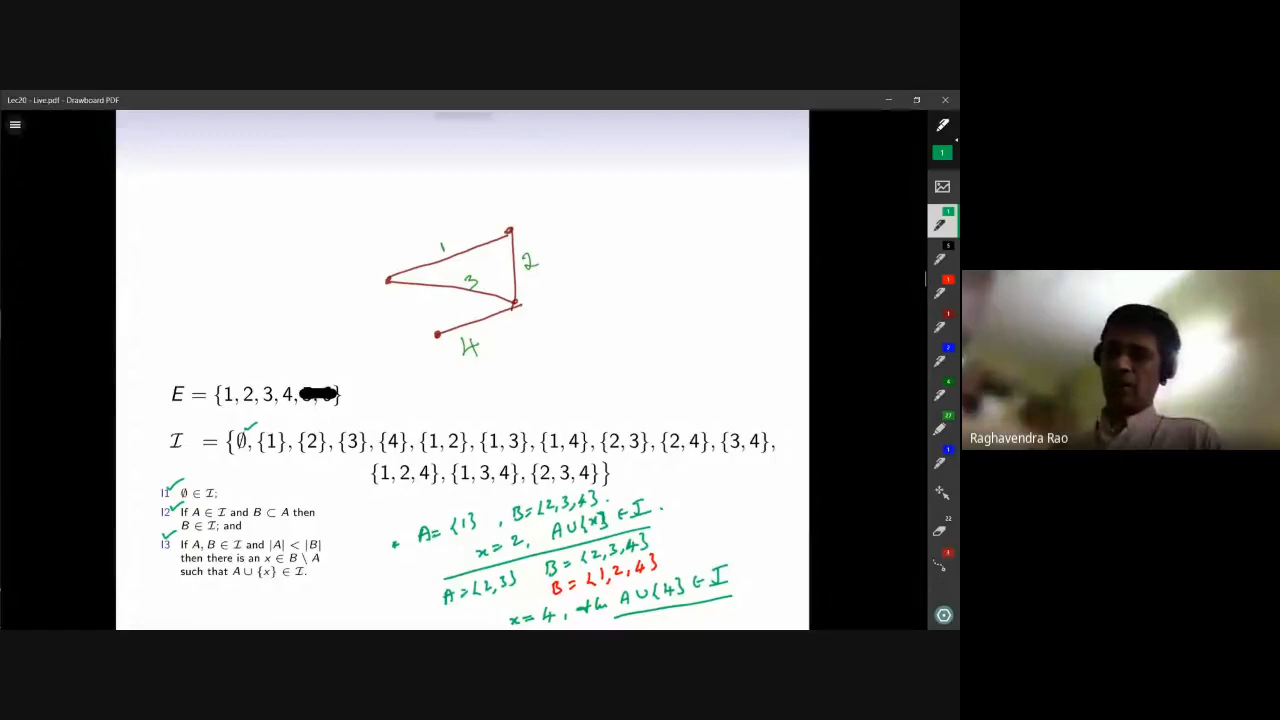 Lec20 - Live.pdf - Drawboard PDF
1
1
2
3
4
E = {1, 2, 3, 4, }
I = {∅, {1}, {2}, {3}, {4}, {1, 2}, {1, 3}, {1, 4}, {2, 3}, {2, 4}, {3, 4},
{1, 2, 4}, {1, 3, 4}, {2, 3, 4}}
I1 ∅ ∈ I;
I2 If A ∈ I and B ⊂ A then
B ∈ I; and
I3 If A, B ∈ I and |A| < |B|
then there is an x ∈ B \ A
such that A ∪ {x} ∈ I.
A = {1}, B = {2,3,4}.
x = 2, A∪{x} ∈ I.
A = {2,3} B = {2,3,4}
B = {1,2,4}
x = 4, A∪{4} ∈ I
Raghavendra Rao